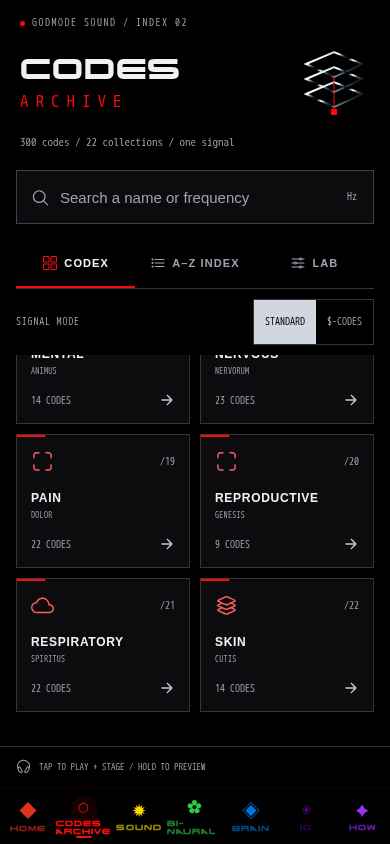 GODMODE SOUND / INDEX 02
CODES
ARCHIVE
300 codes / 22 collections / one signal
Search a name or frequency Hz
CODEX A–Z INDEX LAB
SIGNAL MODE STANDARD $-CODES
MENTAL NERVOUS
ANIMUS NERVORUM
14 CODES 23 CODES
/19 /20
PAIN REPRODUCTIVE
DOLOR GENESIS
22 CODES 9 CODES
/21 /22
RESPIRATORY SKIN
SPIRITUS CUTIS
22 CODES 14 CODES
TAP TO PLAY + STAGE / HOLD TO PREVIEW
HOME CODES ARCHIVE SOUND BI-NAURAL BRAIN IQ HOW